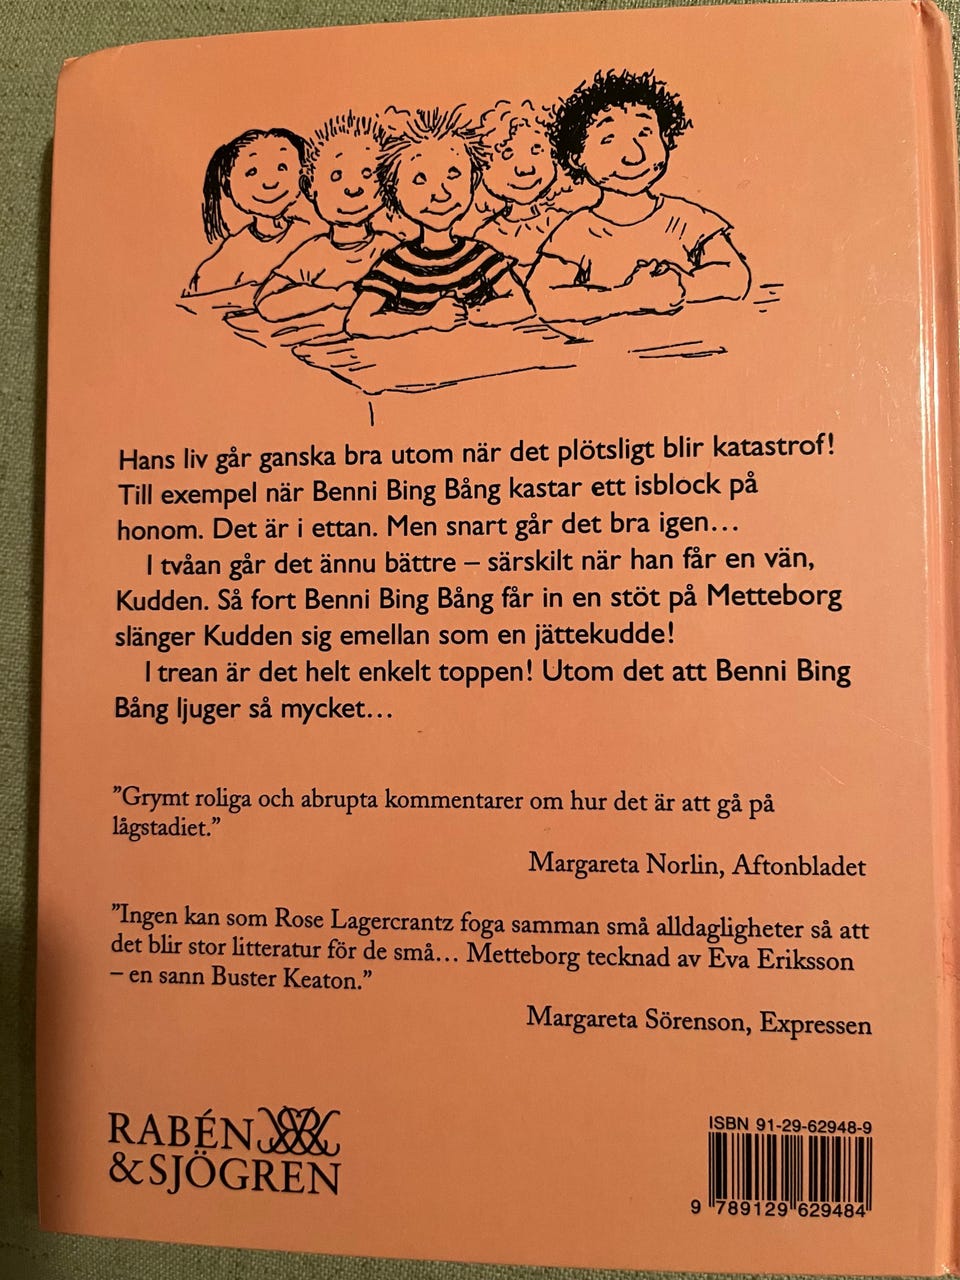 Hans liv går ganska bra utom när det plötsligt blir katastrof!
Till exempel när Benni Bing Bång kastar ett isblock på
honom. Det är i ettan. Men snart går det bra igen…
I tvåan går det ännu bättre – särskilt när han får en vän,
Kudden. Så fort Benni Bing Bång får in en stöt på Metteborg
slänger Kudden sig emellan som en jättekudde!
I trean är det helt enkelt toppen! Utom det att Benni Bing
Bång ljuger så mycket…
”Grymt roliga och abrupta kommentarer om hur det är att gå på
lågstadiet.”
Margareta Norlin, Aftonbladet
”Ingen kan som Rose Lagercrantz foga samman små alldagligheter så att
det blir stor litteratur för de små… Metteborg tecknad av Eva Eriksson
– en sann Buster Keaton.”
Margareta Sörenson, Expressen
RABÉN
&SJÖGREN
ISBN 91-29-62948-9
9 789129 629484